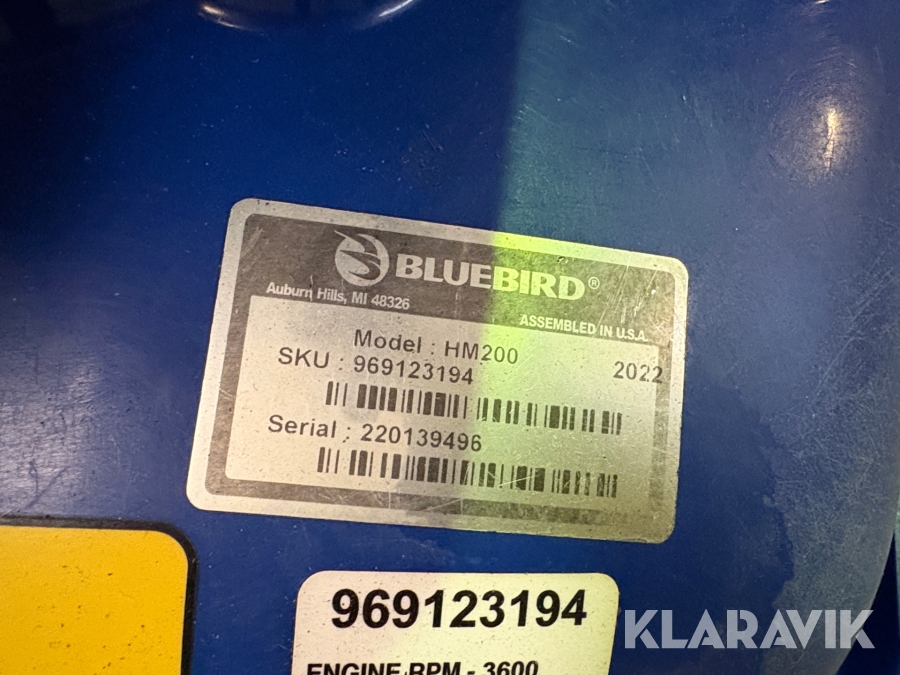 BLUEBIRD®
Auburn Hills, MI 48326
ASSEMBLED IN U.S.A.
Model : HM200
SKU : 969123194
2022
Serial : 220139496
969123194
ENGINE RPM - 3600
KLARAVIK